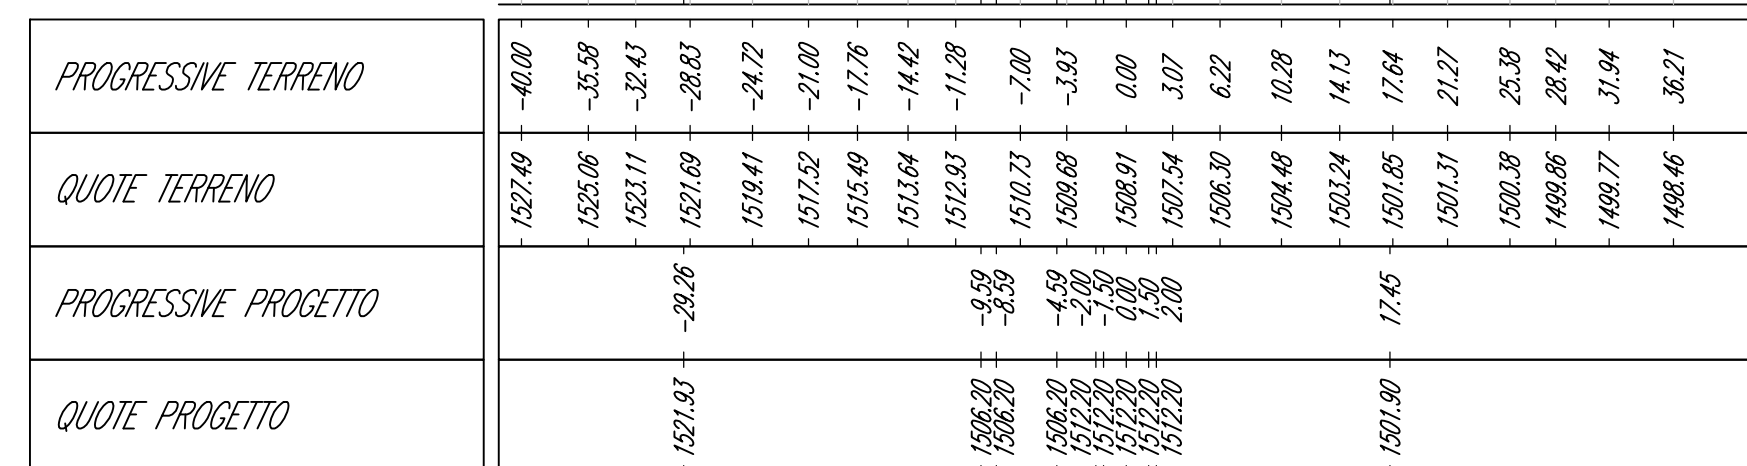 PROGRESSIVE TERRENO -40.00 -35.58 -32.43 -28.83 -24.72 -21.00 -17.76 -14.42 -11.28 -7.00 -3.93 0.00 3.07 6.22 10.28 14.13 17.64 21.27 25.38 28.42 31.94 36.21
QUOTE TERRENO 1527.49 1525.06 1523.11 1521.69 1519.41 1517.52 1515.49 1513.64 1512.93 1510.73 1509.68 1508.91 1507.54 1506.30 1504.48 1503.24 1501.85 1501.31 1500.38 1499.86 1499.77 1498.46
PROGRESSIVE PROGETTO -29.26 -9.59 -8.59 -4.59 -2.00 -1.50 0.00 1.50 2.00 17.45
QUOTE PROGETTO 1521.93 1506.20 1506.20 1506.20 1512.20 1512.20 1512.20 1512.20 1512.20 1501.90